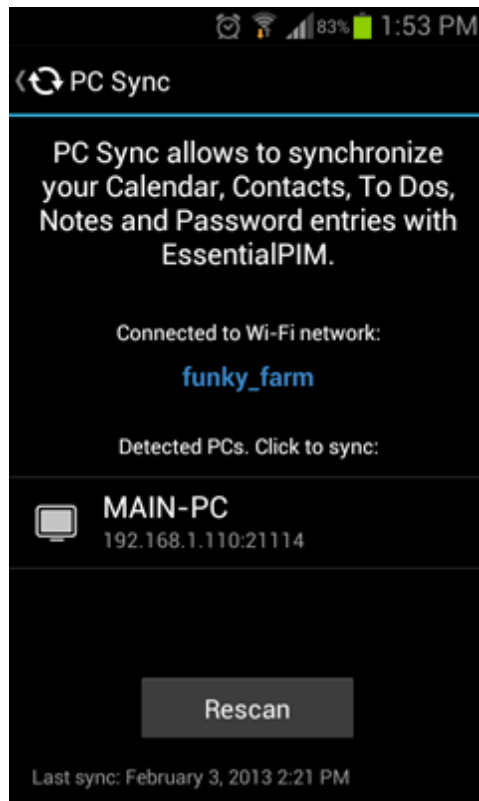 83% 1:53 PM
PC Sync
PC Sync allows to synchronize
your Calendar, Contacts, To Dos,
Notes and Password entries with
EssentialPIM.
Connected to Wi-Fi network:
funky_farm
Detected PCs. Click to sync:
MAIN-PC
192.168.1.110:21114
Rescan
Last sync: February 3, 2013 2:21 PM